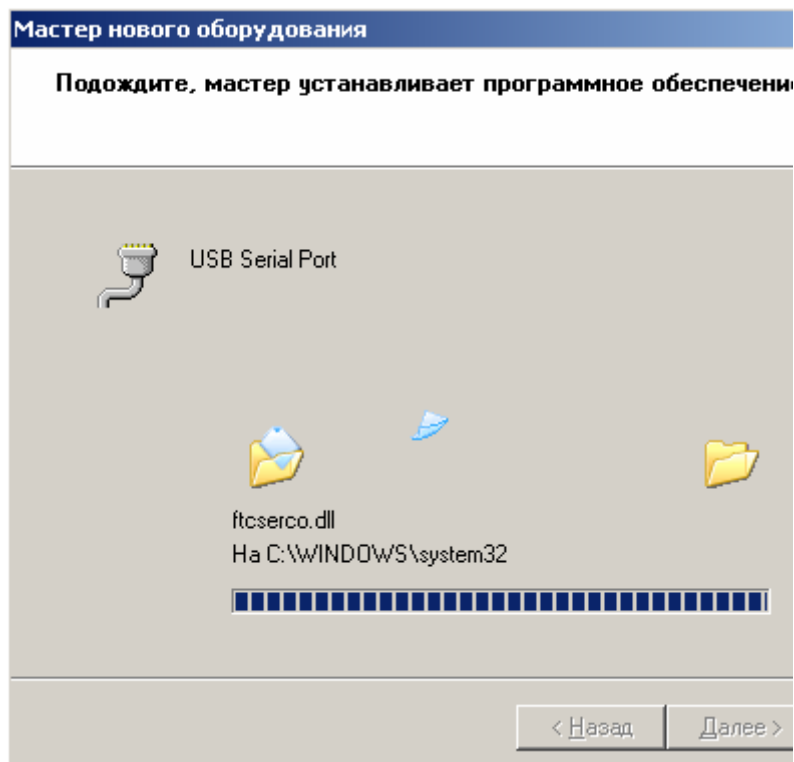 Мастер нового оборудования
Подождите, мастер устанавливает программное обеспечени
USB Serial Port
ftcserco.dll
На C:\WINDOWS\system32
< Назад
Далее >